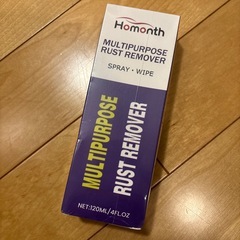 Homonth
MULTIPURPOSE
RUST REMOVER
SPRAY · WIPE
MULTIPURPOSE
RUST REMOVER
NET:120ML/4FL.OZ